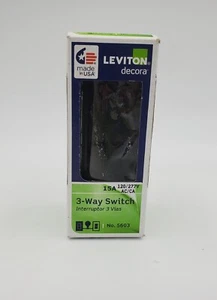 LEVITON
decora
made
in USA
15A 120/277V
AC/CA
3-Way Switch
Interruptor 3 Vías
No. 5603